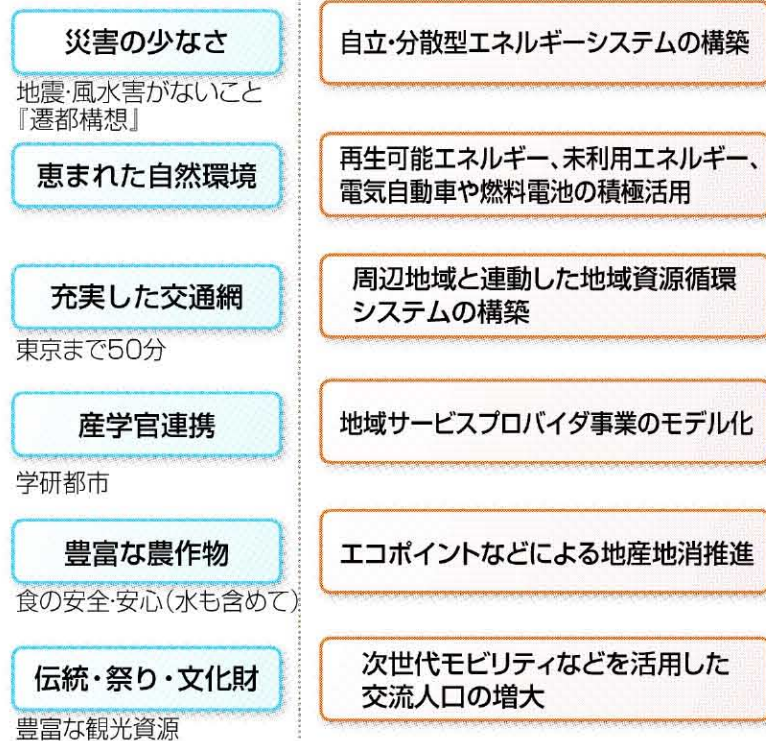 災害の少なさ
地震・風水害がないこと
『遷都構想』
恵まれた自然環境
充実した交通網
東京まで50分
産学官連携
学研都市
豊富な農作物
食の安全・安心(水も含めて)
伝統・祭り・文化財
豊富な観光資源
自立・分散型エネルギーシステムの構築
再生可能エネルギー、未利用エネルギー、
電気自動車や燃料電池の積極活用
周辺地域と連動した地域資源循環
システムの構築
地域サービスプロバイダ事業のモデル化
エコポイントなどによる地産地消推進
次世代モビリティなどを活用した
交流人口の増大